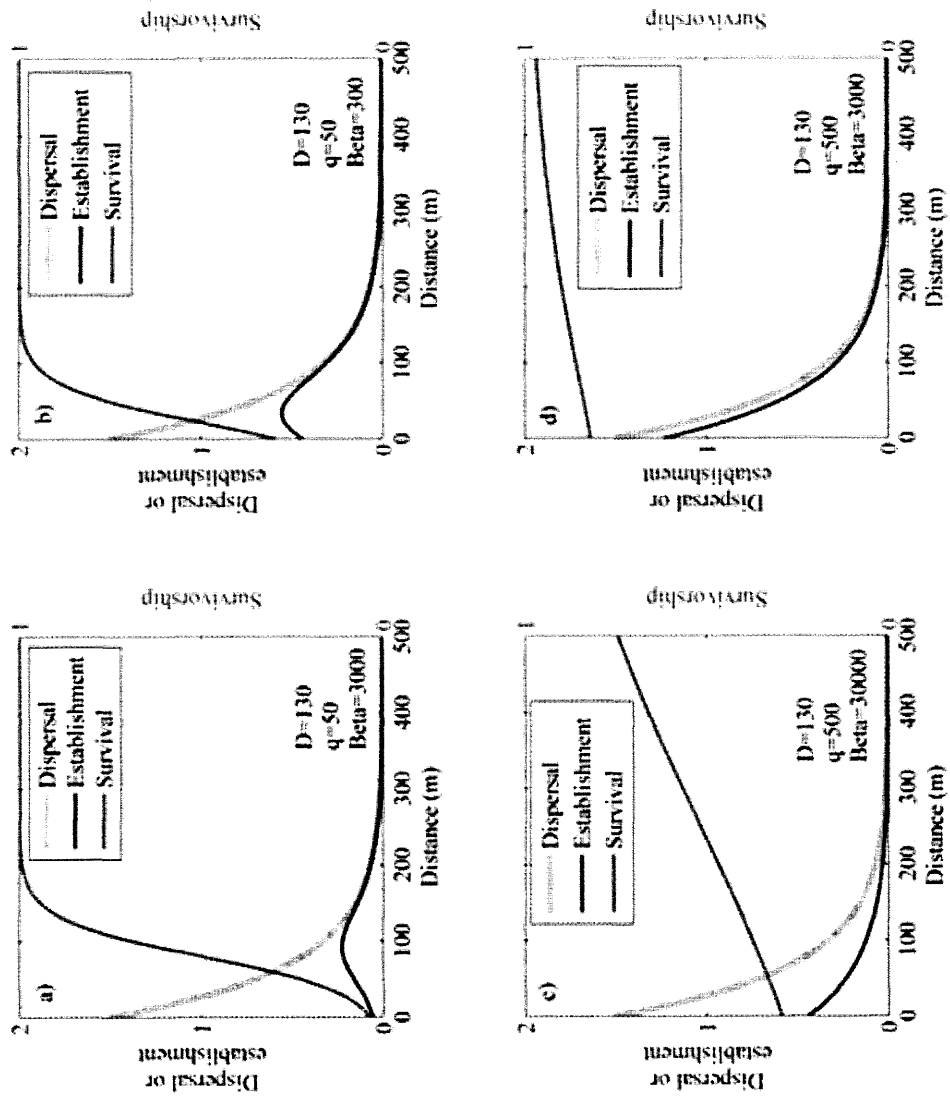 a)
Dispersal
Establishment
Survival
D=130
q=50
Beta=3000
Dispersal or
establishment
Survivorship
Distance (m)
2
1
0
1
0
0
100
200
300
400
500
b)
Dispersal
Establishment
Survival
D=130
q=50
Beta=300
Dispersal or
establishment
Survivorship
Distance (m)
2
1
0
1
0
0
100
200
300
400
500
c)
Dispersal
Establishment
Survival
D=130
q=500
Beta=30000
Dispersal or
establishment
Survivorship
Distance (m)
2
1
0
1
0
0
100
200
300
400
500
d)
Dispersal
Establishment
Survival
D=130
q=500
Beta=3000
Dispersal or
establishment
Survivorship
Distance (m)
2
1
0
1
0
0
100
200
300
400
500